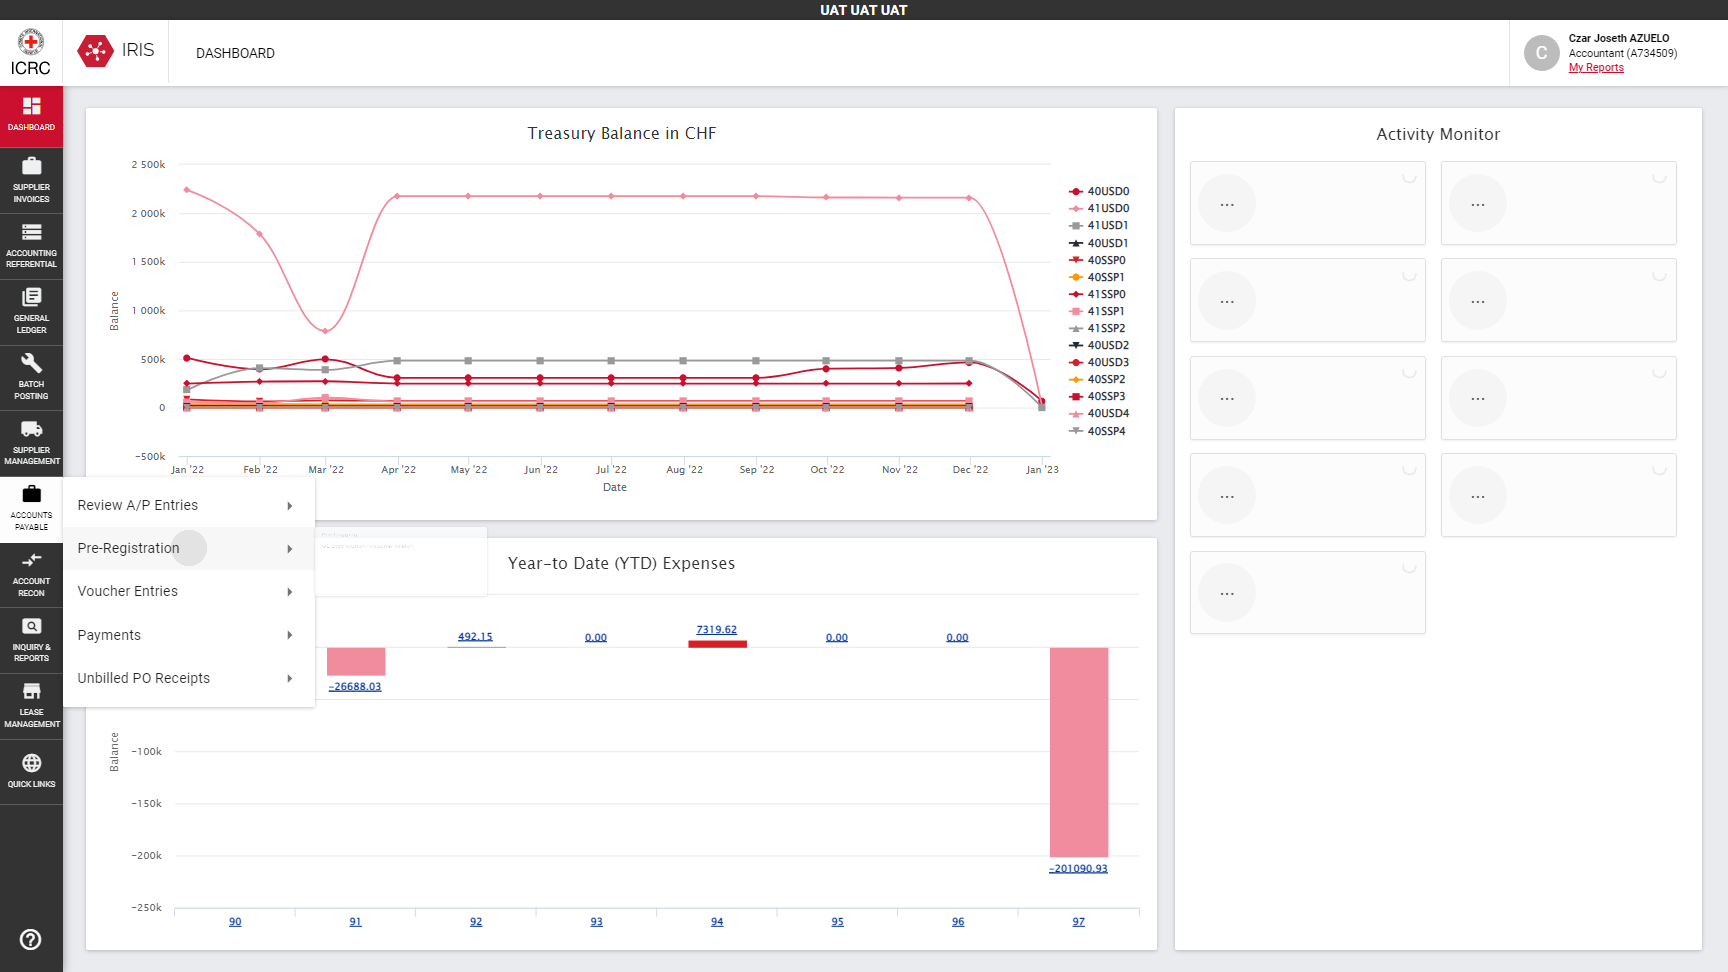 UAT UAT UAT
ICRC
IRIS
DASHBOARD
C
Czar Joseth AZUELO
Accountant (A734509)
My Reports
DASHBOARD
SUPPLIER
INVOICES
ACCOUNTING
REFERENTIAL
GENERAL
LEDGER
BATCH
POSTING
SUPPLIER
MANAGEMENT
ACCOUNTS
PAYABLE
ACCOUNT
RECON
INQUIRY &
REPORTS
LEASE
MANAGEMENT
QUICK LINKS
Review A/P Entries
Pre-Registration
Voucher Entries
Payments
Unbilled PO Receipts
Treasury Balance in CHF
2 500k
2 000k
1 500k
1 000k
500k
0
-500k
Balance
Jan '22
Feb '22
Mar '22
Apr '22
May '22
Jun '22
Jul '22
Aug '22
Sep '22
Oct '22
Nov '22
Dec '22
Jan '23
Date
40USD0
41USD0
41USD1
40USD1
40SSP0
40SSP1
41SSP0
41SSP1
41SSP2
40USD2
40USD3
40SSP2
40SSP3
40USD4
40SSP4
Year-to Date (YTD) Expenses
-26688.03
492.15
0.00
7319.62
0.00
0.00
-201090.93
Balance
-100k
-150k
-200k
-250k
90
91
92
93
94
95
96
97
Activity Monitor
...
...
...
...
...
...
...
...
...